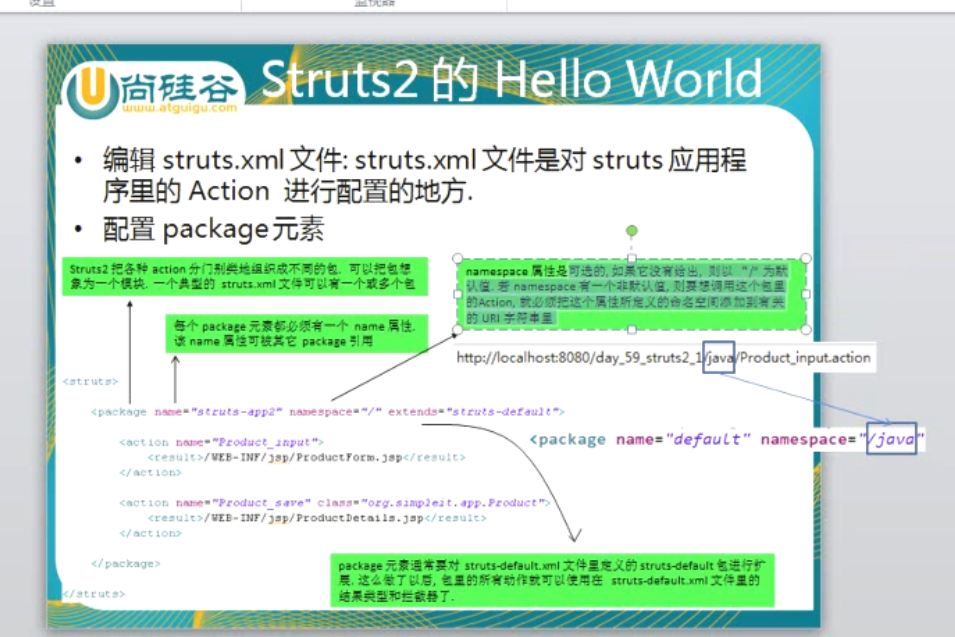 设置
监视器
尚硅谷
www.atguigu.com
Struts2 的 Hello World
• 编辑 struts.xml 文件: struts.xml 文件是对 struts 应用程
序里的 Action 进行配置的地方.
• 配置 package 元素
Struts2 把各种 action 分门别类地组织成不同的包. 可以把包想
象为一个模块. 一个典型的 struts.xml 文件可以有一个或多个包
namespace 属性是可选的, 如果它没有给出, 则以 "/" 为默
认值. 若 namespace 有一个非默认值, 则要想调用这个包里
的Action, 就必须把这个属性所定义的命名空间添加到有关
的 URI 字符串里
每个 package 元素都必须有一个 name 属性.
该 name 属性可被其它 package 引用
http://localhost:8080/day_59_struts2_1/java/Product_input.action
<struts>
<package name="struts-app2" namespace="/" extends="struts-default">
<package name="default" namespace="/java"
<action name="Product_input">
<result>/WEB-INF/jsp/ProductForm.jsp</result>
</action>
<action name="Product_save" class="org.simpleit.app.Product">
<result>/WEB-INF/jsp/ProductDetails.jsp</result>
</action>
</package>
package 元素通常要对 struts-default.xml 文件里定义的 struts-default 包进行扩
展. 这么做了以后, 包里的所有动作就可以使用在 struts-default.xml 文件里的
结果类型和拦截器了.
</struts>